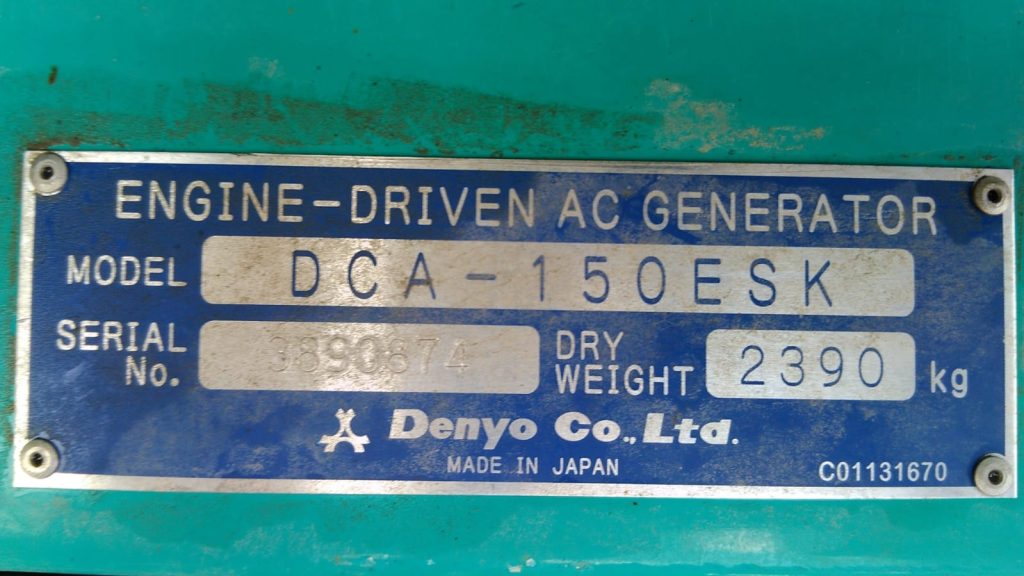 ENGINE-DRIVEN AC GENERATOR
MODEL DCA-150ESK
SERIAL No. 3890874
DRY WEIGHT 2390 kg
Denyo Co., Ltd.
MADE IN JAPAN
C01131670